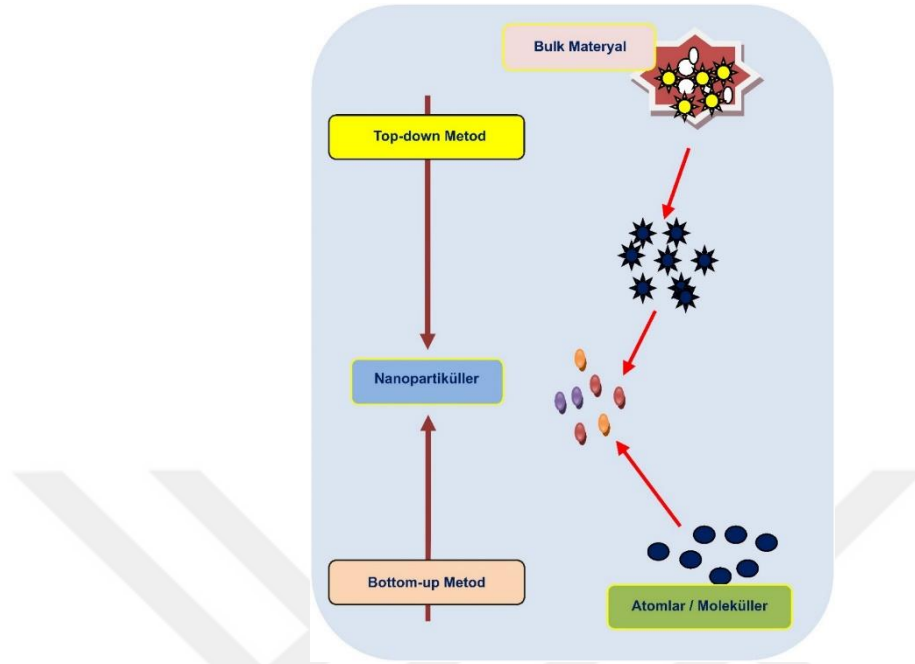 Bulk Materyal
Top-down Metod
Nanopartiküller
Bottom-up Metod
Atomlar / Moleküller